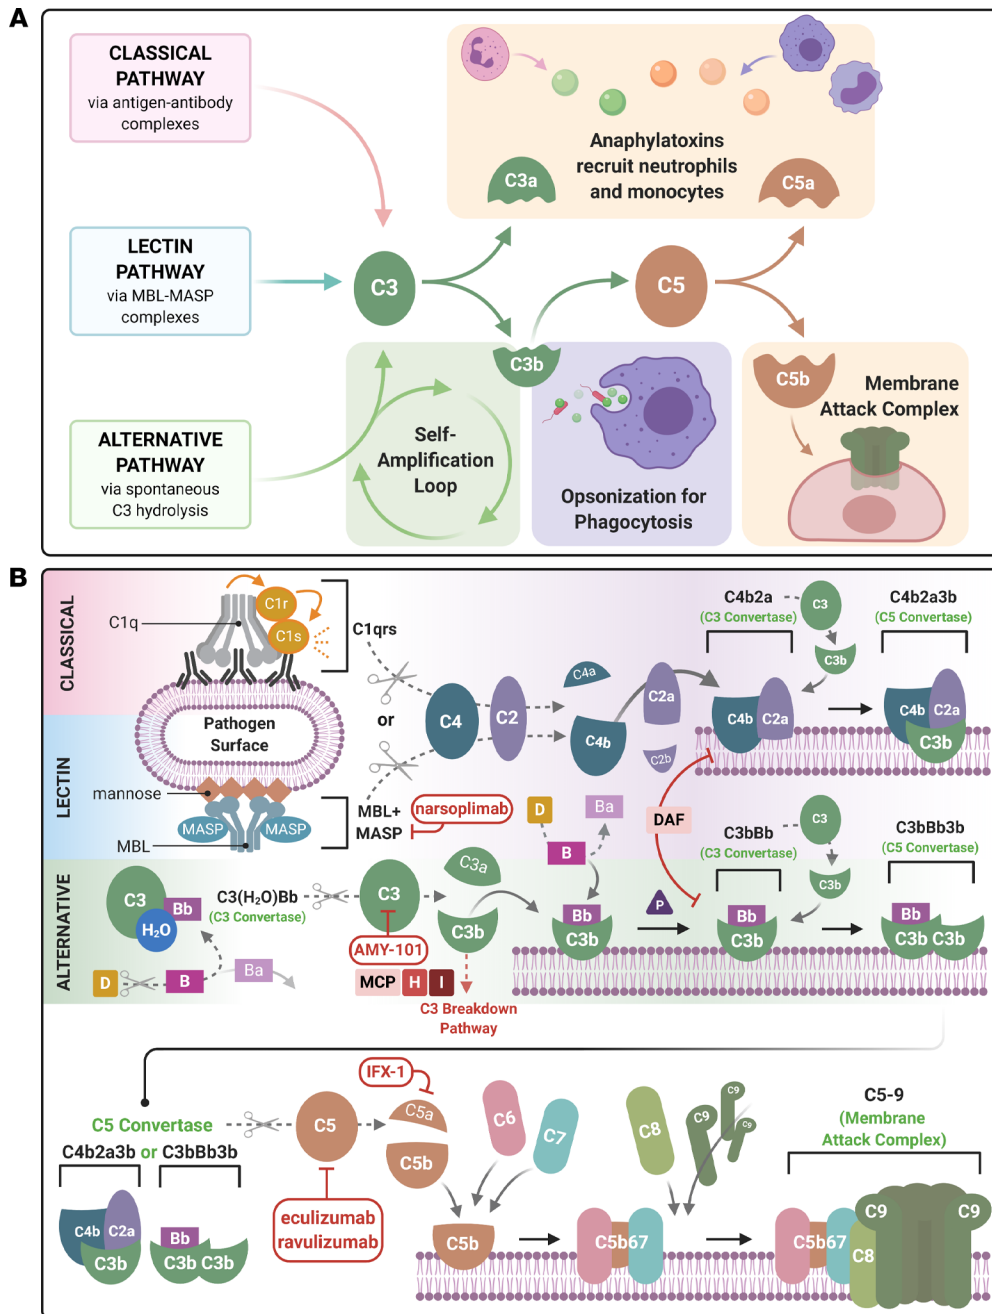 A
CLASSICAL
PATHWAY
via antigen-antibody
complexes
LECTIN
PATHWAY
via MBL-MASP
complexes
ALTERNATIVE
PATHWAY
via spontaneous
C3 hydrolysis
Anaphylatoxins
recruit neutrophils
and monocytes
C3a
C5a
C3
C5
C3b
C5b
Self-
Amplification
Loop
Opsonization for
Phagocytosis
Membrane
Attack Complex
B
CLASSICAL
LECTIN
ALTERNATIVE
C1q
C1r
C1s
C1qrs
Pathogen
Surface
or
mannose
MASP
MASP
MBL
MBL+
MASP
narsoplimab
C4
C2
C4a
C4b
C2a
C2b
C4b2a
(C3 Convertase)
C3
C3b
C4b
C2a
C4b2a3b
(C5 Convertase)
C4b
C2a
C3b
DAF
C3
H₂O
Bb
D
B
Ba
C3(H₂O)Bb
(C3 Convertase)
C3
AMY-101
C3a
C3b
MCP
H
I
C3 Breakdown
Pathway
D
B
Ba
Bb
C3b
P
C3bBb
(C3 Convertase)
C3
C3b
Bb
C3b
C3bBb3b
(C5 Convertase)
Bb
C3b
C3b
C5 Convertase
C4b2a3b or C3bBb3b
C4b
C2a
C3b
Bb
C3b
C3b
C5
eculizumab
ravulizumab
IFX-1
C5a
C5b
C6
C7
C5b
C5b67
C8
C9
C9
C9
C5-9
(Membrane
Attack Complex)
C5b67
C8
C9
C9